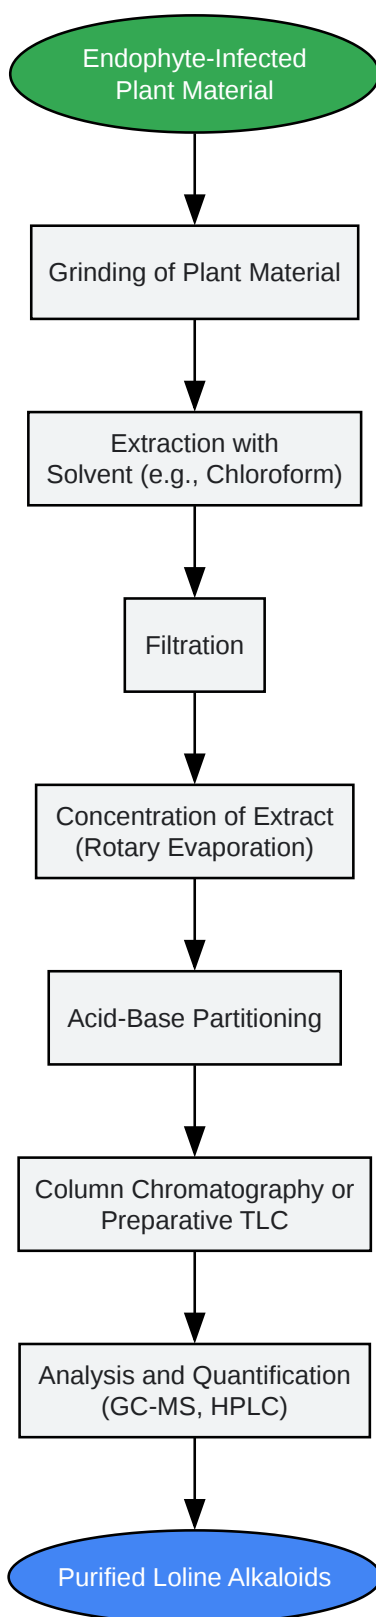 Endophyte-Infected
Plant Material
Grinding of Plant Material
Extraction with
Solvent (e.g., Chloroform)
Filtration
Concentration of Extract
(Rotary Evaporation)
Acid-Base Partitioning
Column Chromatography or
Preparative TLC
Analysis and Quantification
(GC-MS, HPLC)
Purified Loline Alkaloids